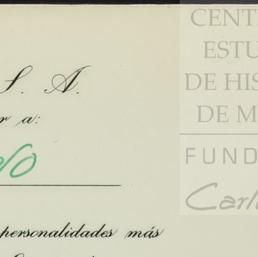 S. A.
r a:
personalidades más
CENT
ESTU
DE HIS
DE M
FUND
Carl